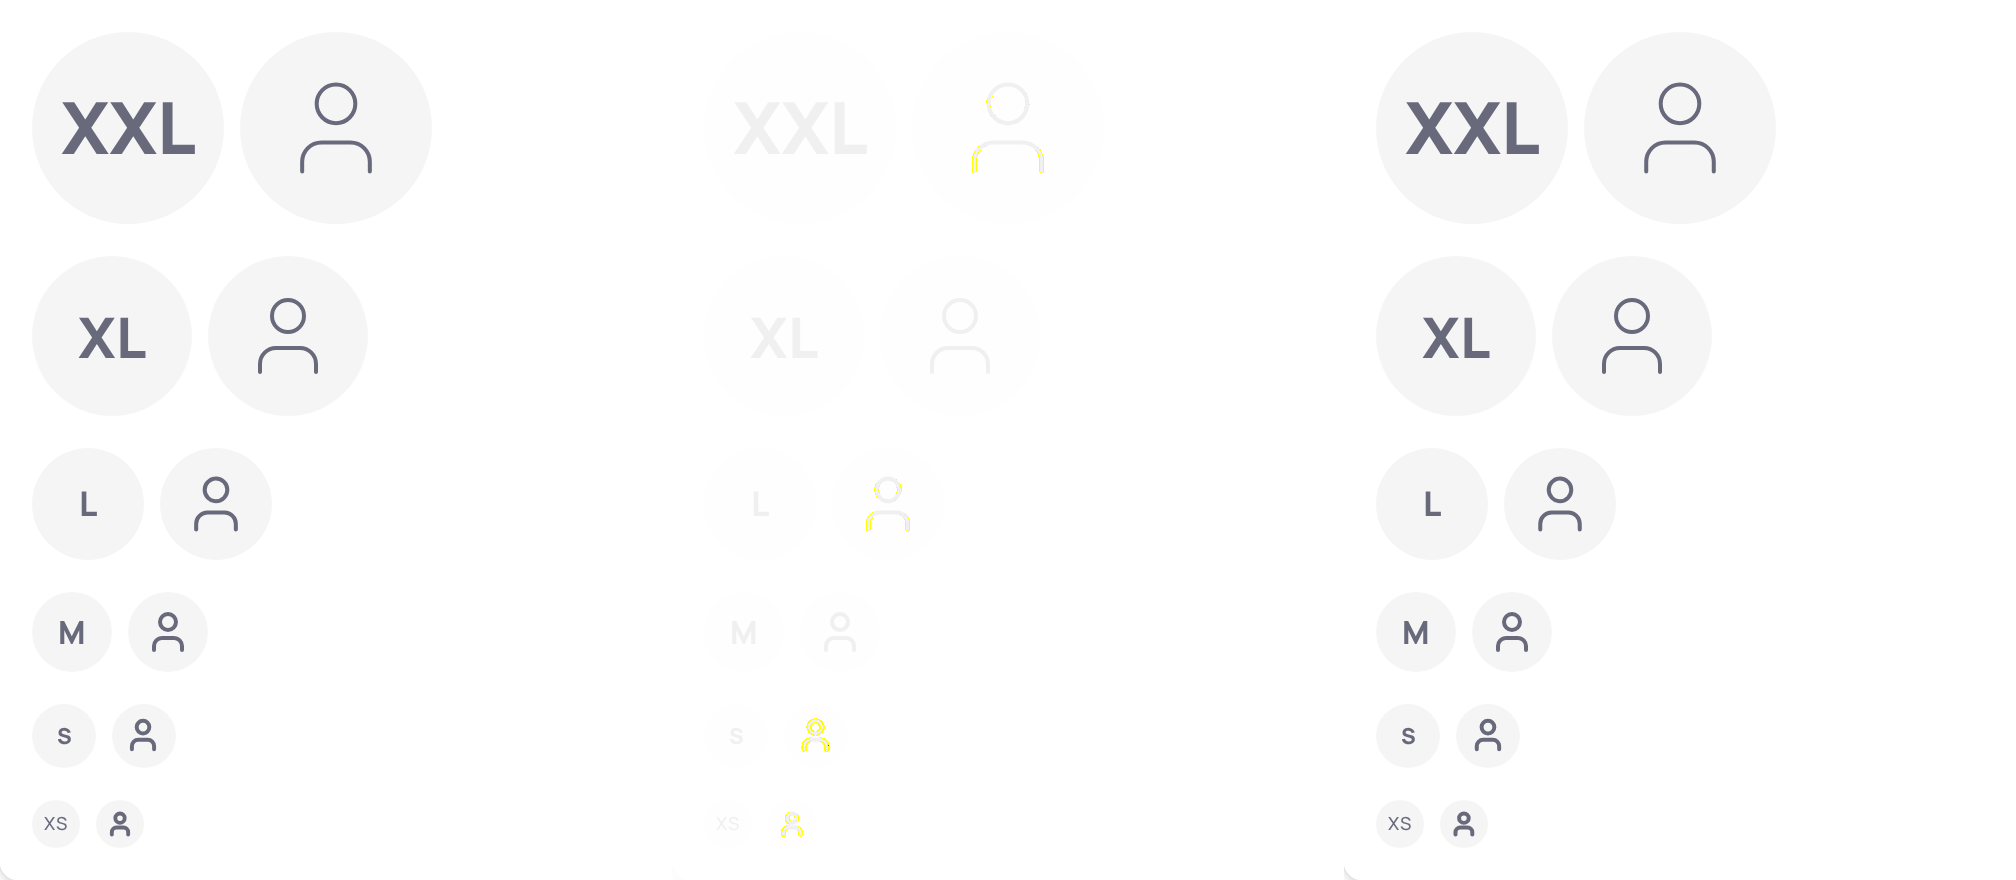 XXL XXL XXL
XL XL XL
L L L
M M M
S S S
XS XS XS